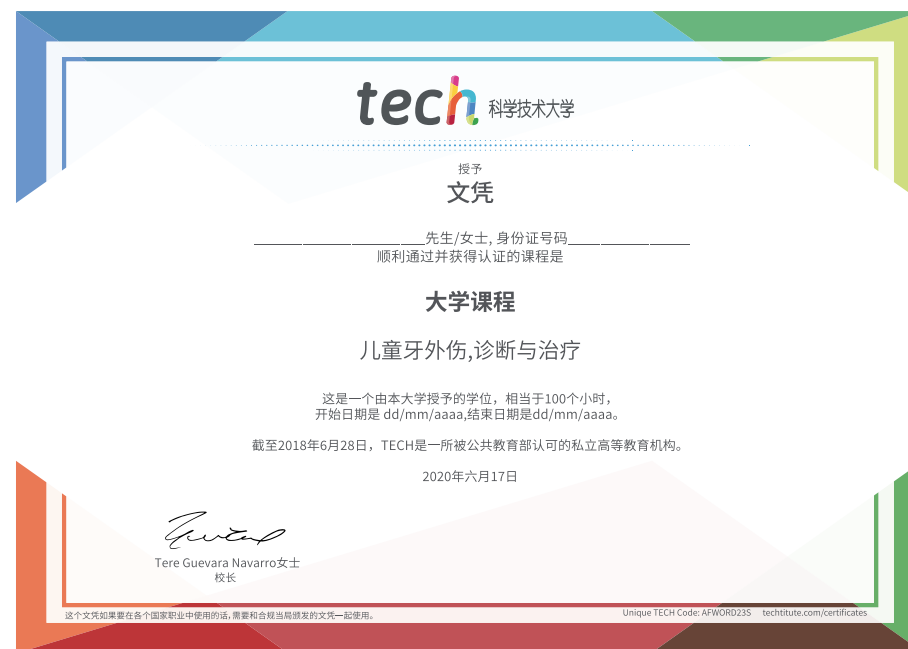 tech 科学技术大学
授予
文凭
先生/女士, 身份证号码
顺利通过并获得认证的课程是
大学课程
儿童牙外伤,诊断与治疗
这是一个由本大学授予的学位，相当于100个小时，
开始日期是 dd/mm/aaaa,结束日期是dd/mm/aaaa。
截至2018年6月28日，TECH是一所被公共教育部认可的私立高等教育机构。
2020年六月17日
Tere Guevara Navarro女士
校长
这个文凭如果要在各个国家职业中使用的话,需要和合规当局颁发的文凭一起使用。
Unique TECH Code: AFWORD23S techtitute.com/certificates